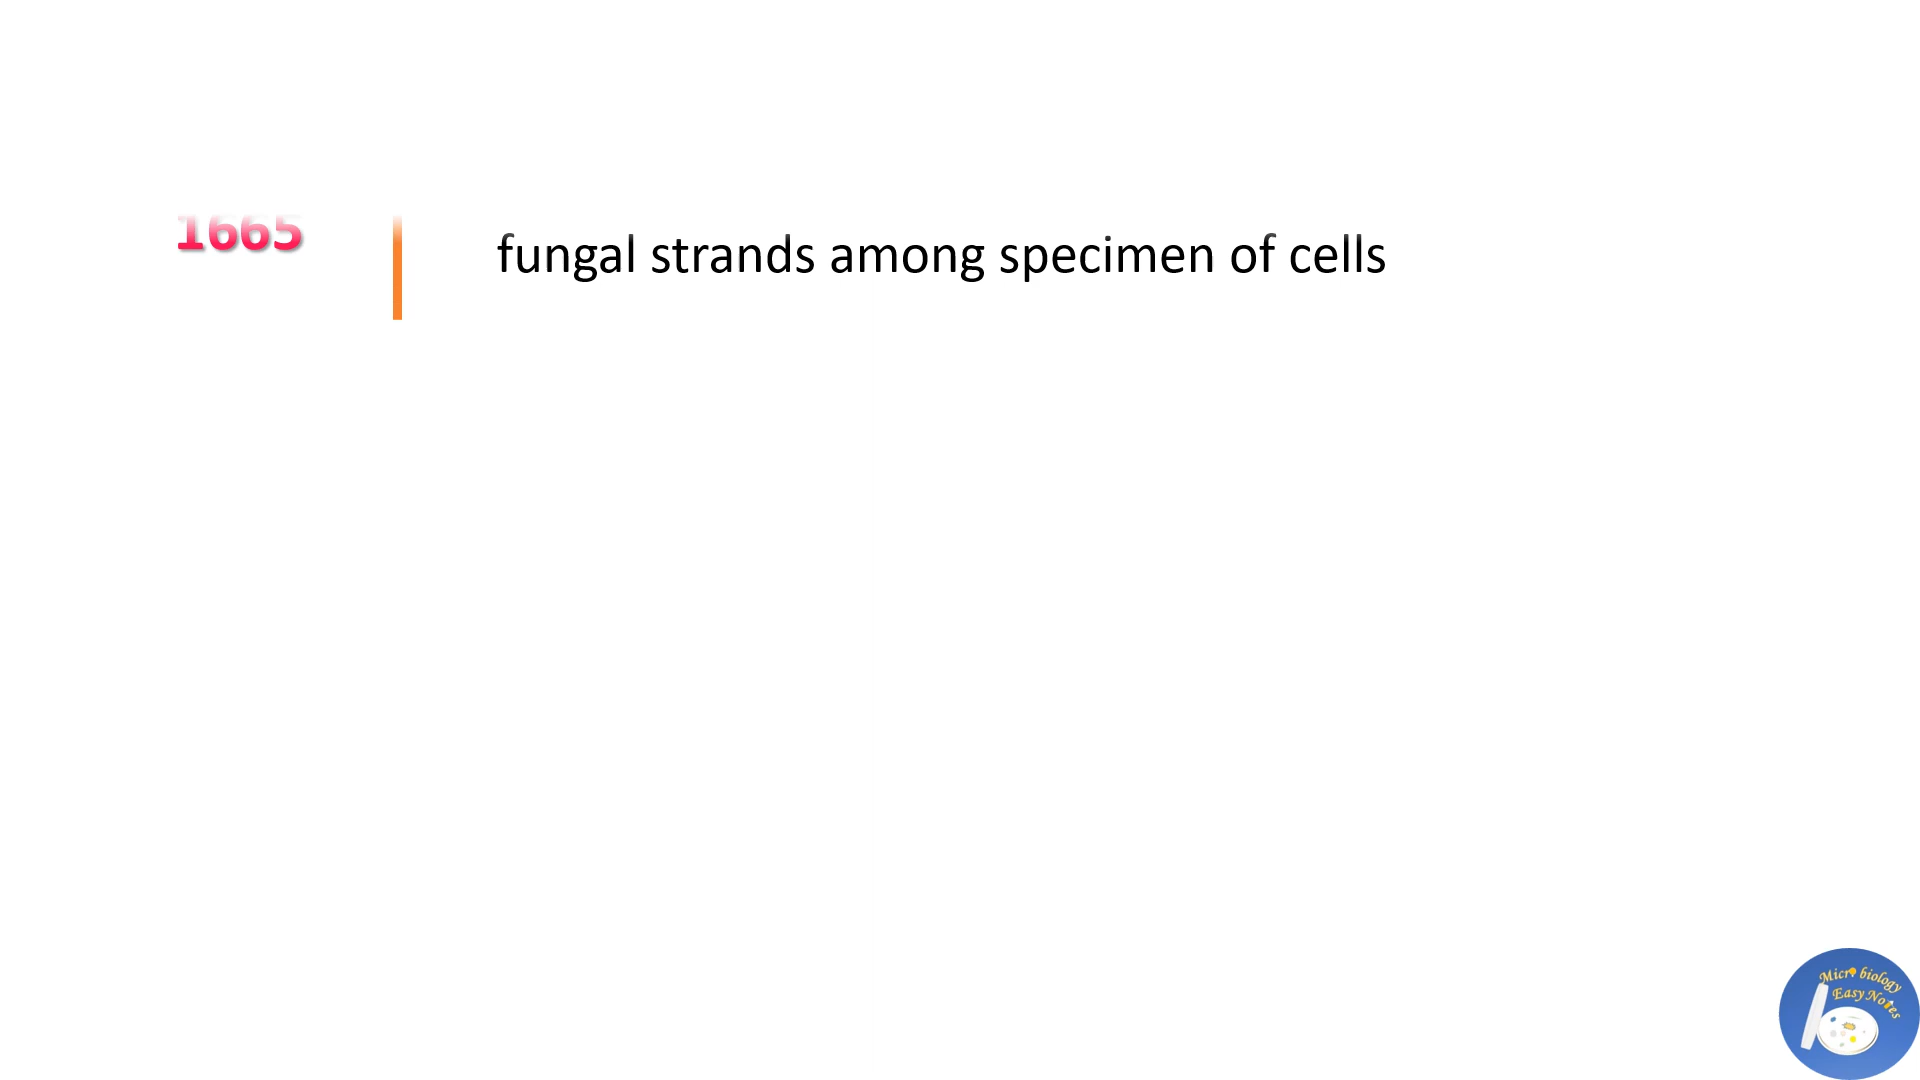 1665
fungal strands among specimen of cells
Micro biology
Easy Notes